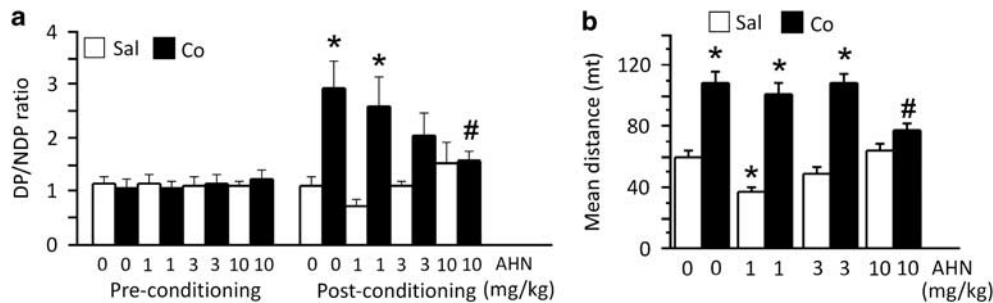 a
DP/NDP ratio
4
3
2
1
0
Sal
Co
*
*
#
0 0 1 1 3 3 10 10
0 0 1 1 3 3 10 10 AHN
Pre-conditioning
Post-conditioning (mg/kg)
b
Sal
Co
Mean distance (mt)
120
80
40
0
*
*
*
*
#
0 0 1 1 3 3 10 10 AHN
(mg/kg)